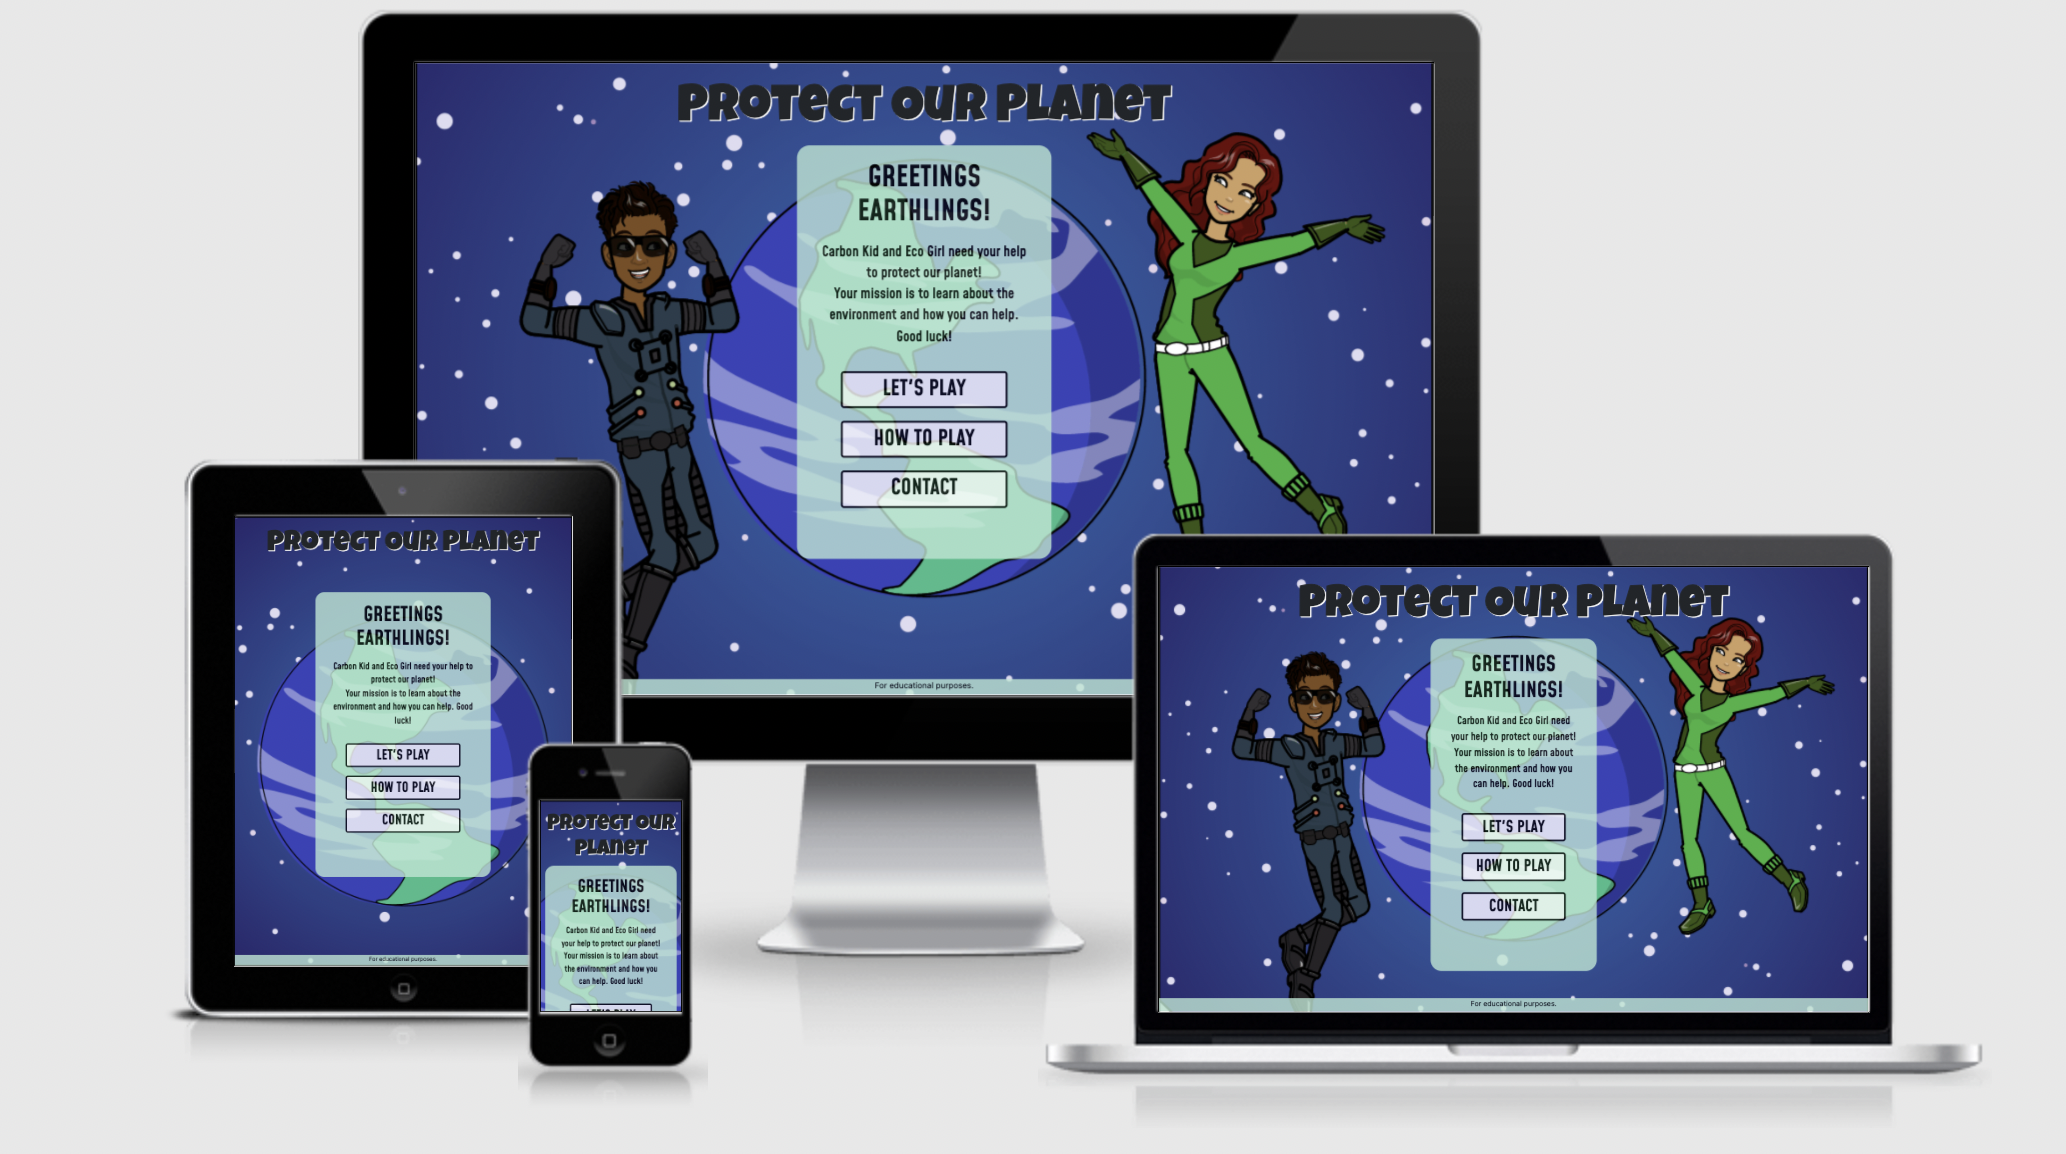 PROTECT OUR PLANET
GREETINGS
EARTHLINGS!
Carbon Kid and Eco Girl need your help
to protect our planet!
Your mission is to learn about the
environment and how you can help.
Good luck!
LET'S PLAY
HOW TO PLAY
CONTACT
For educational purposes.
PROTECT OUR PLANET
GREETINGS
EARTHLINGS!
Carbon Kid and Eco Girl need your help to
protect our planet!
Your mission is to learn about the
environment and how you can help. Good
luck!
LET'S PLAY
HOW TO PLAY
CONTACT
For educational purposes.
PROTECT OUR
PLANET
GREETINGS
EARTHLINGS!
Carbon Kid and Eco Girl need
your help to protect our planet!
Your mission is to learn about
the environment and how you
can help. Good luck!
LET'S PLAY
PROTECT OUR PLANET
GREETINGS
EARTHLINGS!
Carbon Kid and Eco Girl need
your help to protect our planet!
Your mission is to learn about
the environment and how you
can help. Good luck!
LET'S PLAY
HOW TO PLAY
CONTACT
For educational purposes.